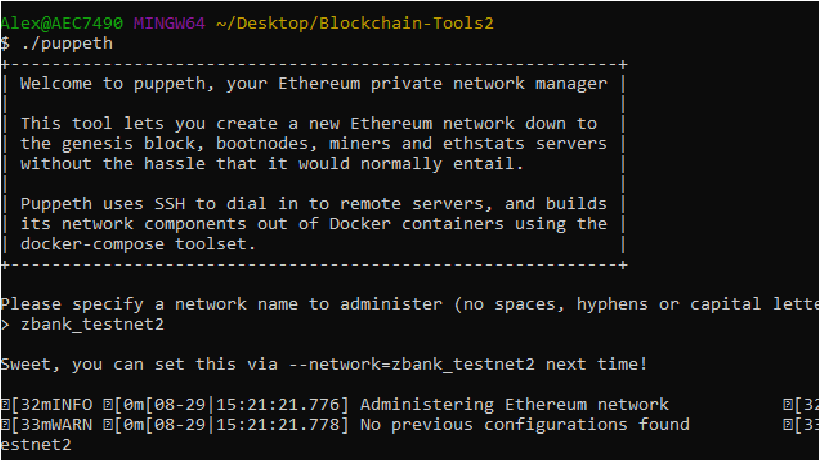 Alex@AEC7490 MINGW64 ~/Desktop/Blockchain-Tools2
$ ./puppeth
+-----------------------------------------------------------+
| Welcome to puppeth, your Ethereum private network manager |
|                                                           |
| This tool lets you create a new Ethereum network down to  |
| the genesis block, bootnodes, miners and ethstats servers |
| without the hassle that it would normally entail.         |
|                                                           |
| Puppeth uses SSH to dial in to remote servers, and builds |
| its network components out of Docker containers using the |
| docker-compose toolset.                                   |
+-----------------------------------------------------------+
Please specify a network name to administer (no spaces, hyphens or capital lette
> zbank_testnet2
Sweet, you can set this via --network=zbank_testnet2 next time!
[32mINFO [0m[08-29|15:21:21.776] Administering Ethereum network [32
[33mWARN [0m[08-29|15:21:21.778] No previous configurations found [33
estnet2